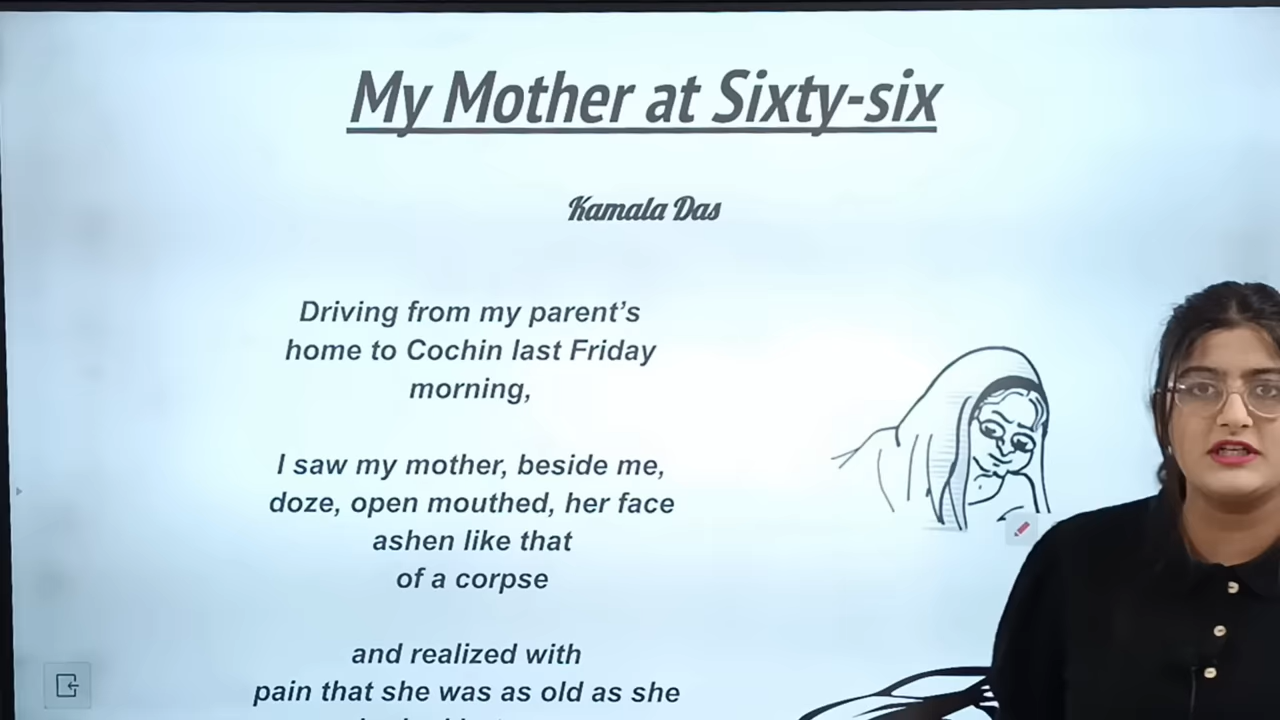 My Mother at Sixty-six
Kamala Das
Driving from my parent’s
home to Cochin last Friday
morning,
I saw my mother, beside me,
doze, open mouthed, her face
ashen like that
of a corpse
and realized with
pain that she was as old as she